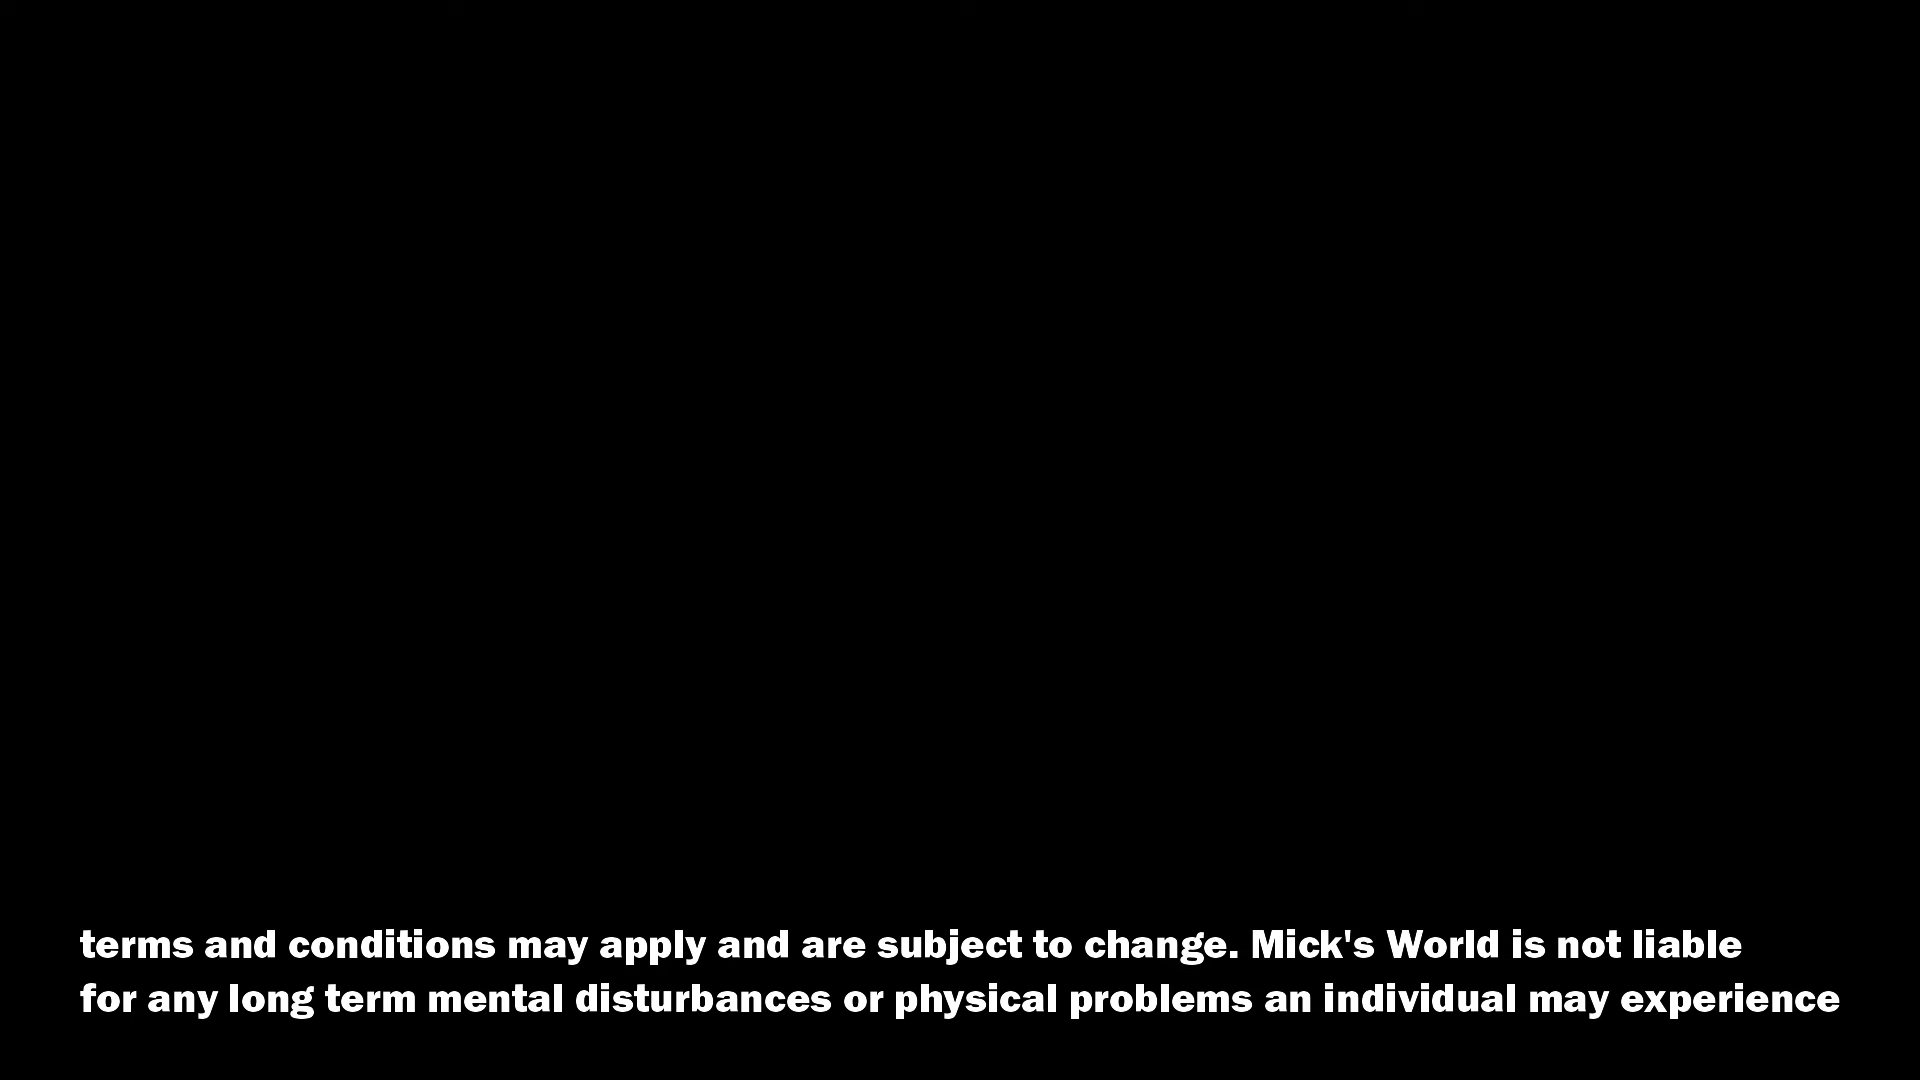 terms and conditions may apply and are subject to change. Mick's World is not liable
for any long term mental disturbances or physical problems an individual may experience